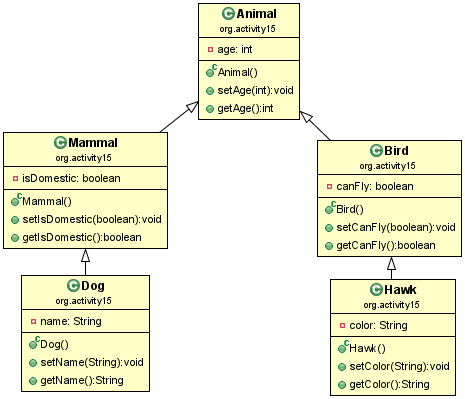 Animal
org.activity15
age: int
Animal()
setAge(int):void
getAge():int
Mammal
org.activity15
isDomestic: boolean
Mammal()
setIsDomestic(boolean):void
getIsDomestic():boolean
Bird
org.activity15
canFly: boolean
Bird()
setCanFly(boolean):void
getCanFly():boolean
Dog
org.activity15
name: String
Dog()
setName(String):void
getName():String
Hawk
org.activity15
color: String
Hawk()
setColor(String):void
getColor():String